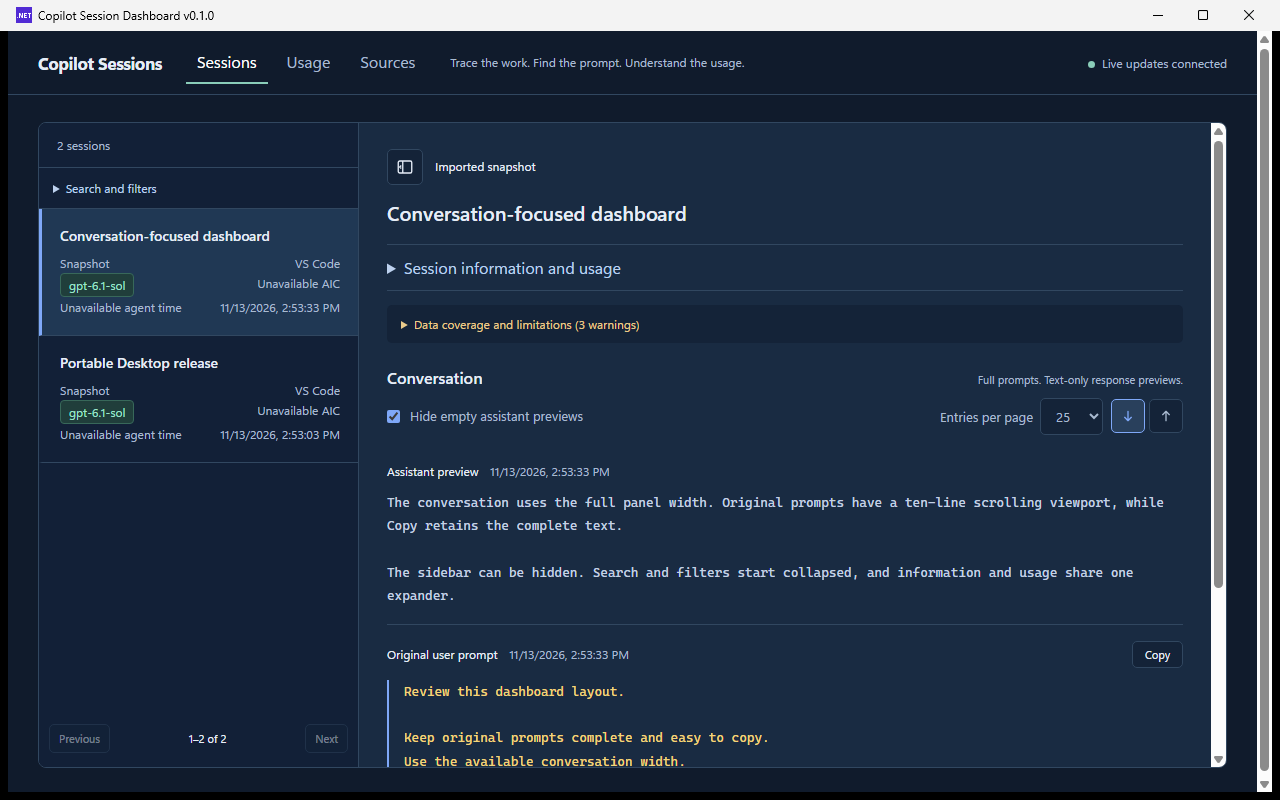 .NET Copilot Session Dashboard v0.1.0
Copilot Sessions
Sessions
Usage
Sources
Trace the work. Find the prompt. Understand the usage.
Live updates connected
2 sessions
Search and filters
Conversation-focused dashboard
Snapshot
VS Code
gpt-6.1-sol
Unavailable AIC
Unavailable agent time
11/13/2026, 2:53:33 PM
Portable Desktop release
Snapshot
VS Code
gpt-6.1-sol
Unavailable AIC
Unavailable agent time
11/13/2026, 2:53:03 PM
Previous
1–2 of 2
Next
Imported snapshot
Conversation-focused dashboard
Session information and usage
Data coverage and limitations (3 warnings)
Conversation
Full prompts. Text-only response previews.
Hide empty assistant previews
Entries per page
25
Assistant preview 11/13/2026, 2:53:33 PM
The conversation uses the full panel width. Original prompts have a ten-line scrolling viewport, while
Copy retains the complete text.
The sidebar can be hidden. Search and filters start collapsed, and information and usage share one
expander.
Original user prompt 11/13/2026, 2:53:33 PM
Copy
Review this dashboard layout.
Keep original prompts complete and easy to copy.
Use the available conversation width.